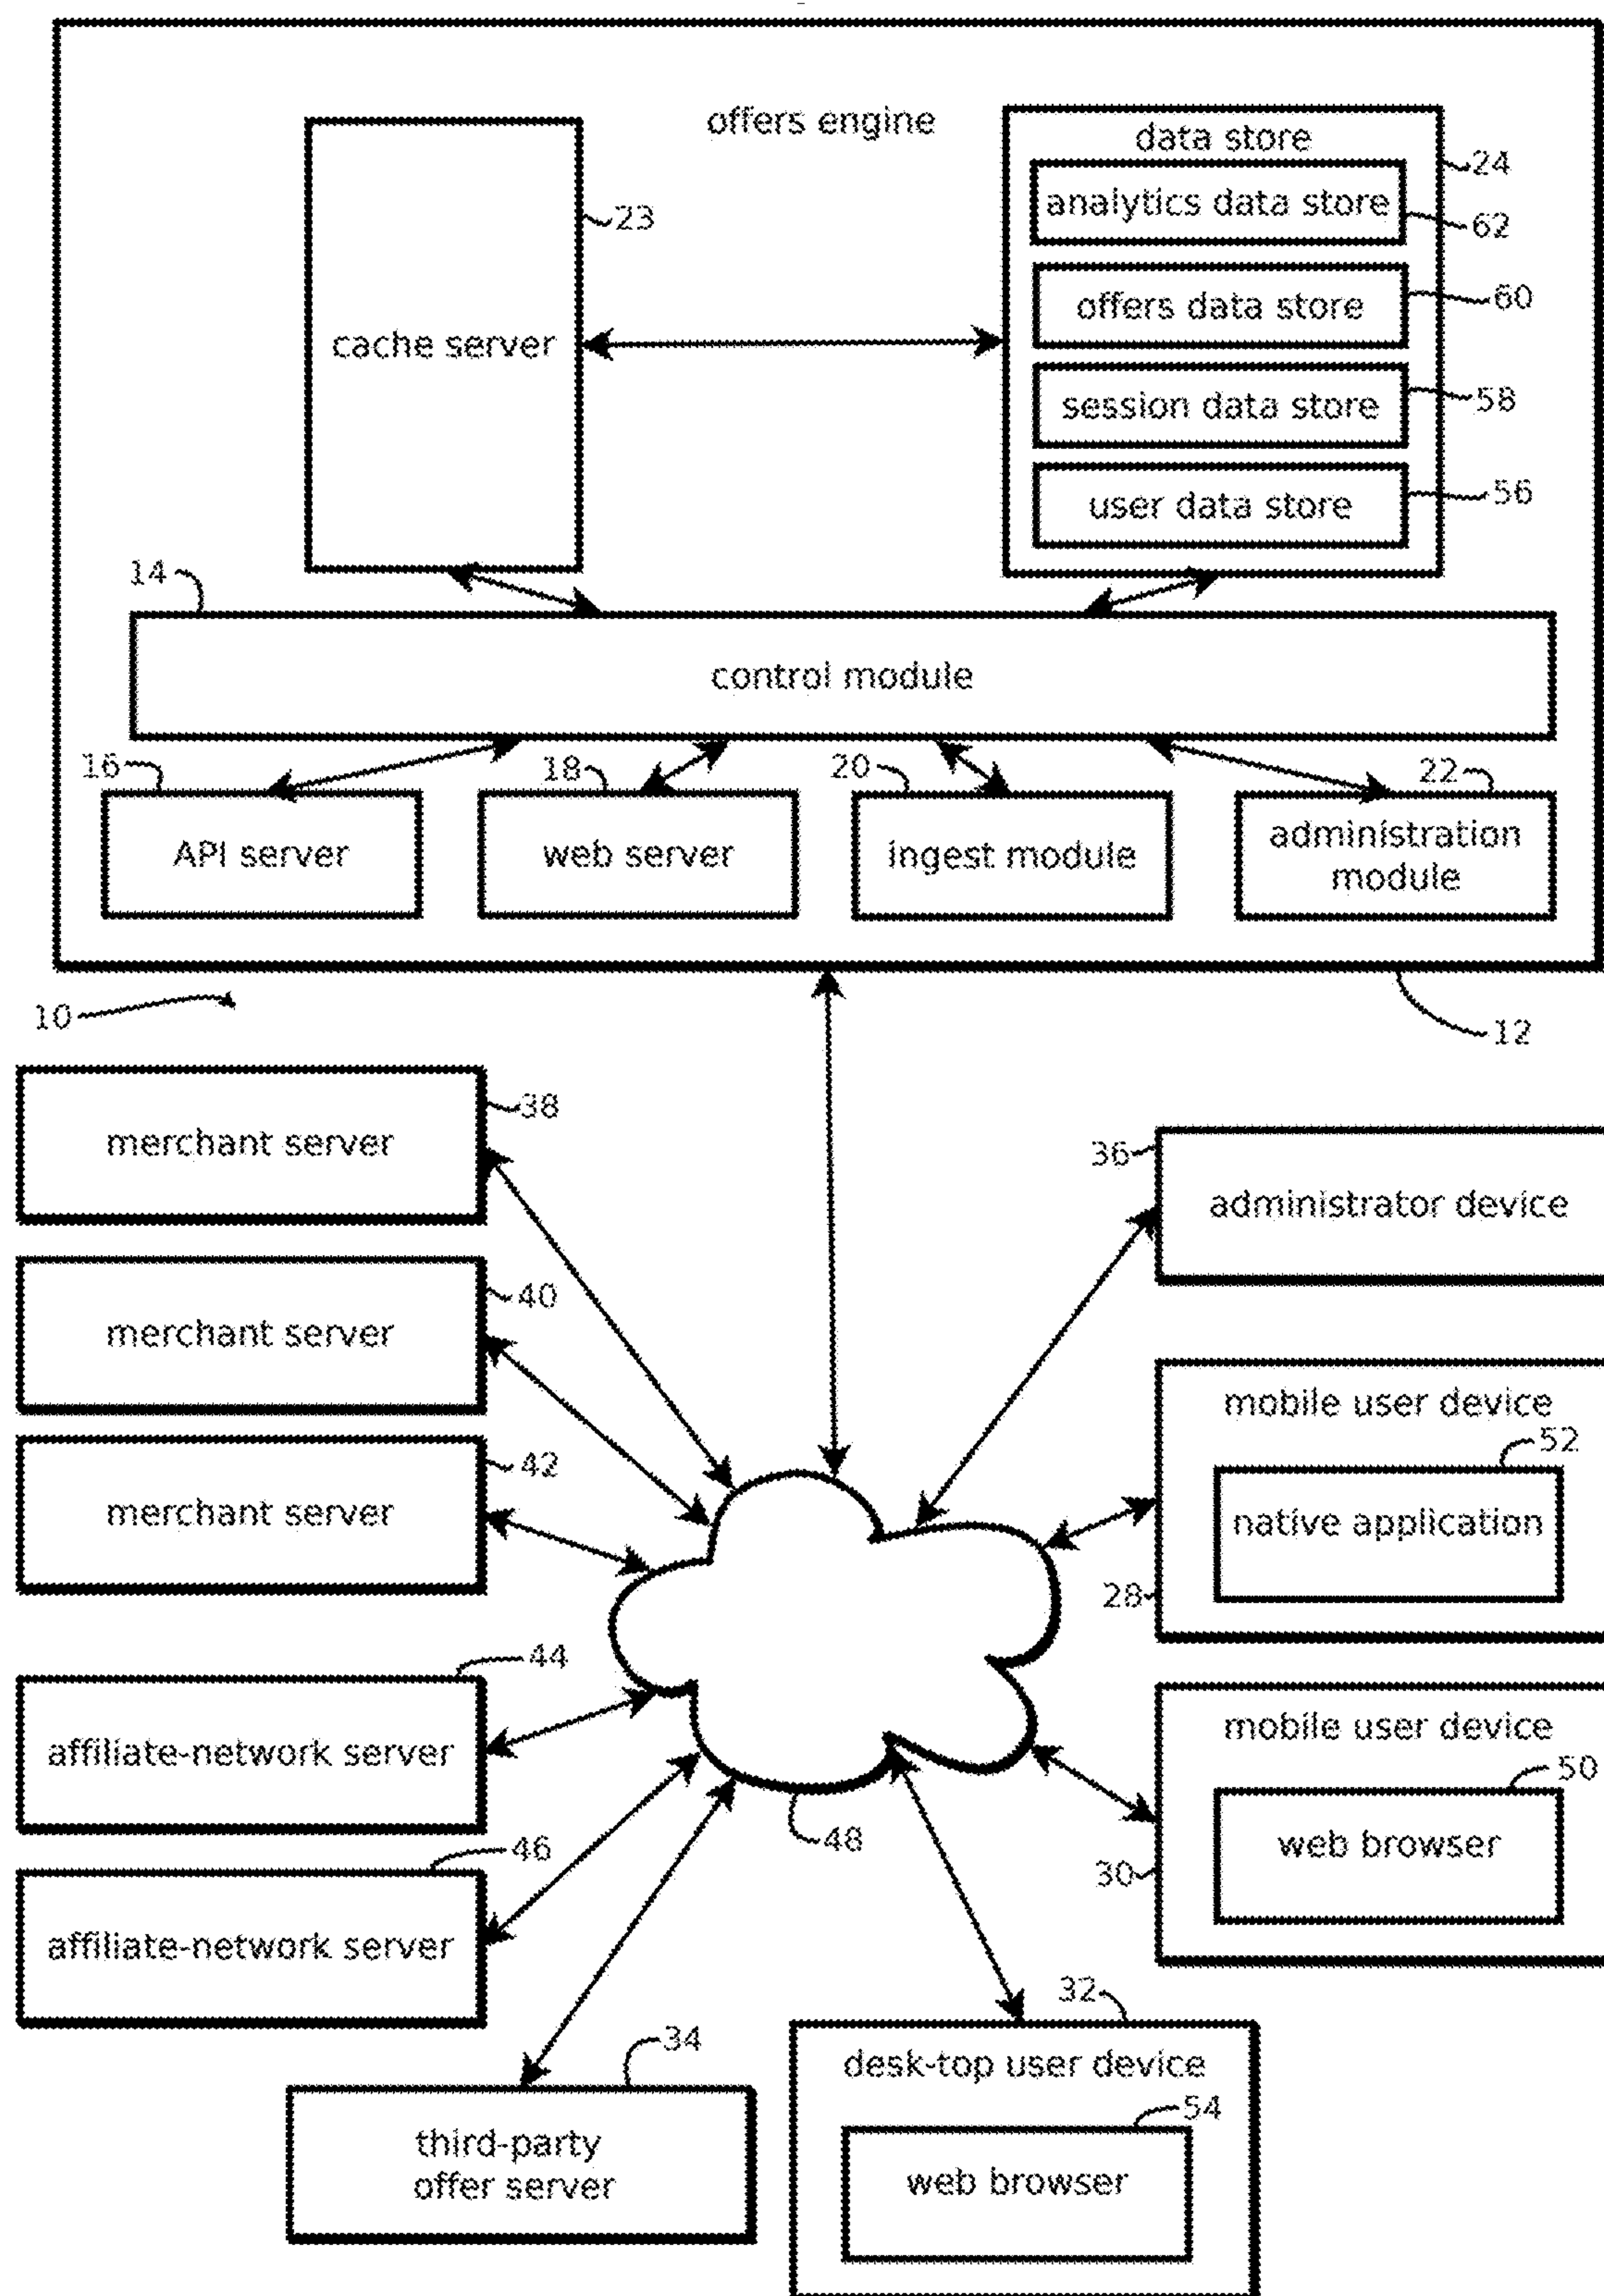 offers engine
data store
24
analytics data store
62
23
offers data store
60
cache server
session data store
58
user data store
56
14
control module
16
18
20
22
API server
web server
ingest module
administration
module
10
12
38
merchant server
36
administrator device
40
merchant server
mobile user device
52
native application
28
42
merchant server
44
affiliate-network server
mobile user device
50
web browser
30
48
46
affiliate-network server
32
desk-top user device
54
web browser
34
third-party
offer server